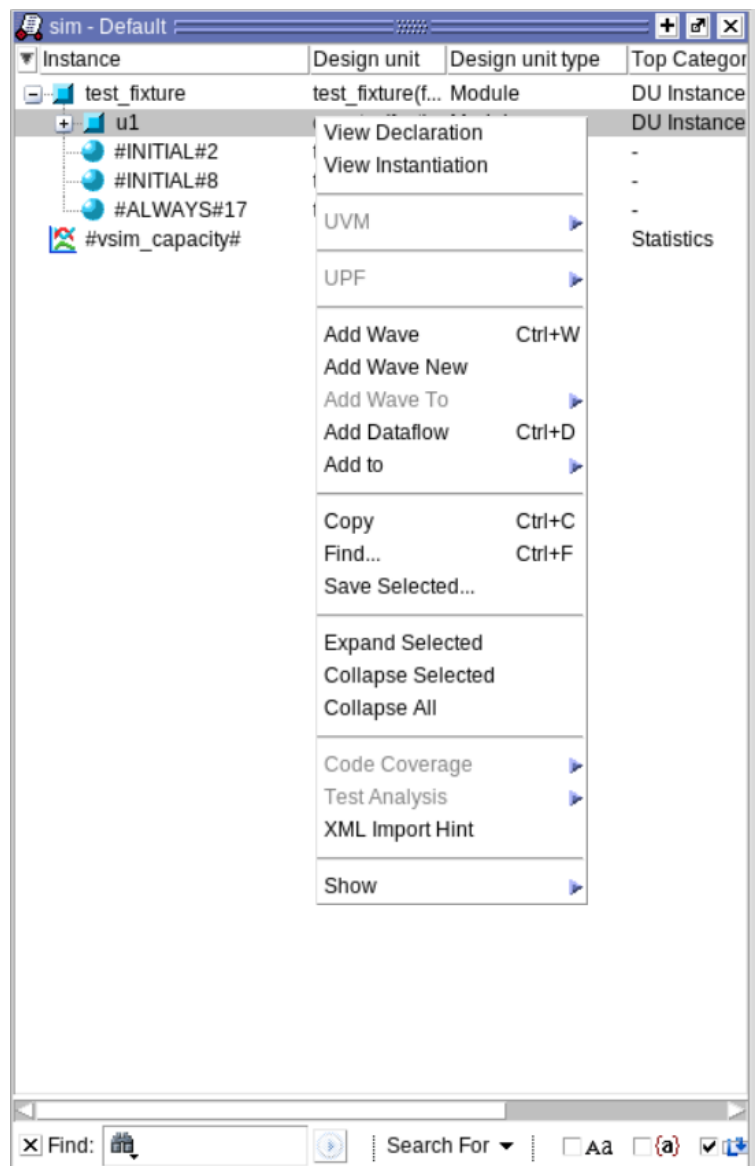 sim - Default
Instance Design unit Design unit type Top Categor
test_fixture test_fixture(f... Module DU Instance
u1 DU Instance
#INITIAL#2 -
#INITIAL#8 -
#ALWAYS#17 -
#vsim_capacity# Statistics
View Declaration
View Instantiation
UVM
UPF
Add Wave Ctrl+W
Add Wave New
Add Wave To
Add Dataflow Ctrl+D
Add to
Copy Ctrl+C
Find... Ctrl+F
Save Selected...
Expand Selected
Collapse Selected
Collapse All
Code Coverage
Test Analysis
XML Import Hint
Show
Find: Search For Aa {a}